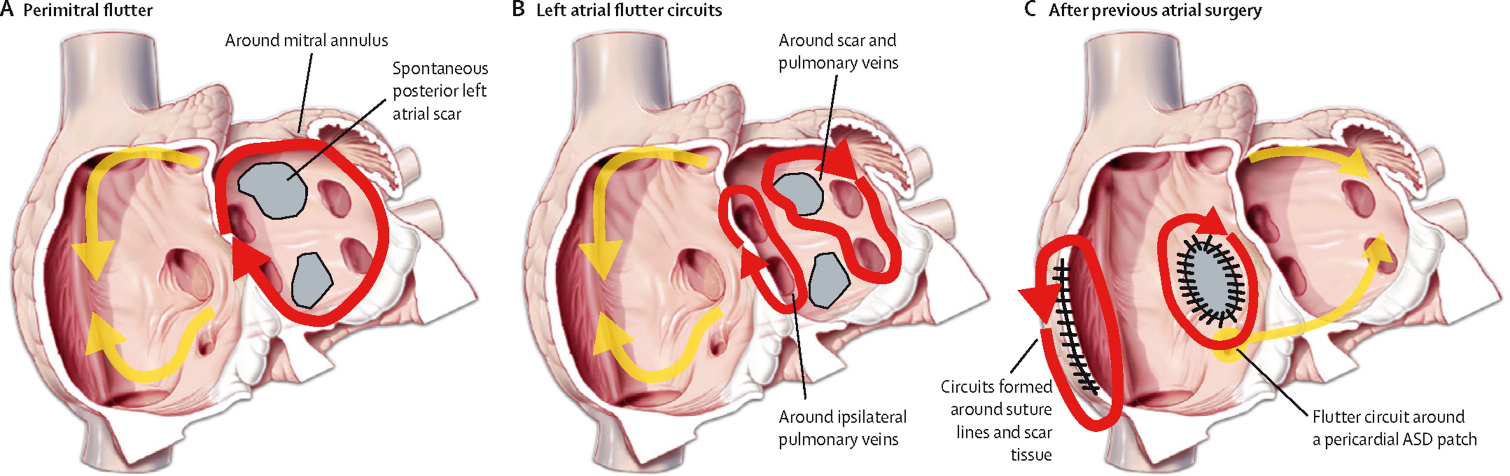 A Perimitral flutter
Around mitral annulus
Spontaneous
posterior left
atrial scar
B Left atrial flutter circuits
Around scar and
pulmonary veins
Around ipsilateral
pulmonary veins
C After previous atrial surgery
Circuits formed
around suture
lines and scar
tissue
Flutter circuit around
a pericardial ASD patch